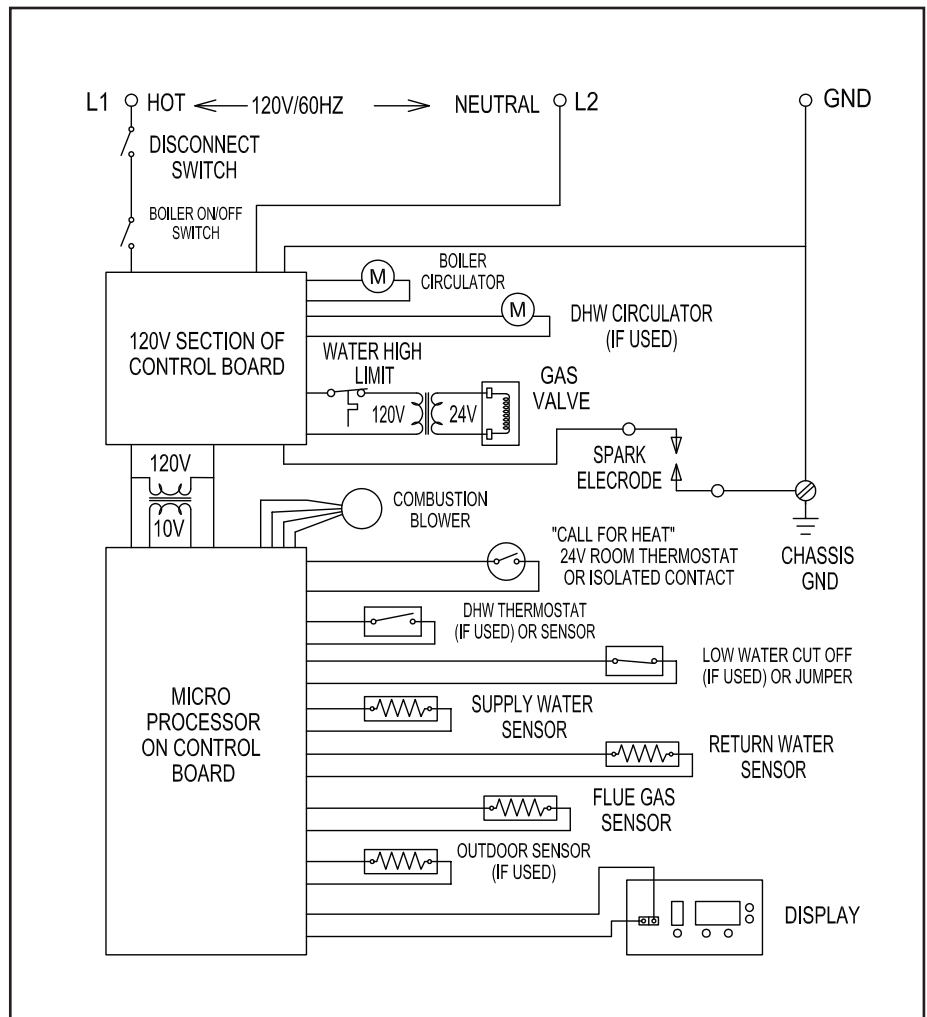 L1 HOT 120V/60HZ NEUTRAL L2 GND
DISCONNECT
SWITCH
BOILER ON/OFF
SWITCH
BOILER
CIRCULATOR
M
M
DHW CIRCULATOR
(IF USED)
120V SECTION OF
CONTROL BOARD
WATER HIGH
LIMIT
120V
24V
GAS
VALVE
SPARK
ELECRODE
CHASSIS
GND
120V
10V
COMBUSTION
BLOWER
"CALL FOR HEAT"
24V ROOM THERMOSTAT
OR ISOLATED CONTACT
DHW THERMOSTAT
(IF USED) OR SENSOR
LOW WATER CUT OFF
(IF USED) OR JUMPER
MICRO
PROCESSOR
ON CONTROL
BOARD
SUPPLY WATER
SENSOR
RETURN WATER
SENSOR
FLUE GAS
SENSOR
OUTDOOR SENSOR
(IF USED)
DISPLAY